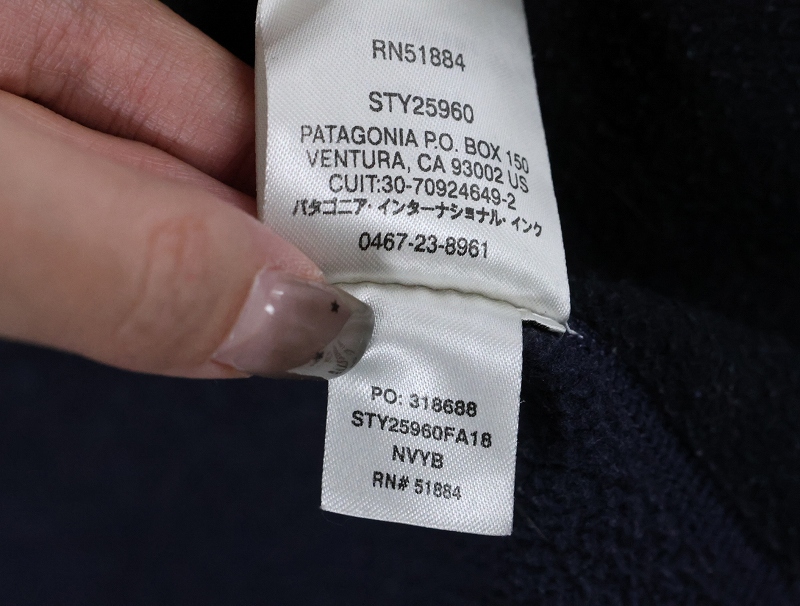 RN51884
STY25960
PATAGONIA P.O. BOX 150
VENTURA, CA 93002 US
CUIT:30-70924649-2
パタゴニア・インターナショナル・インク
0467-23-8961
PO: 318688
STY25960FA18
NVYB
RN# 51884